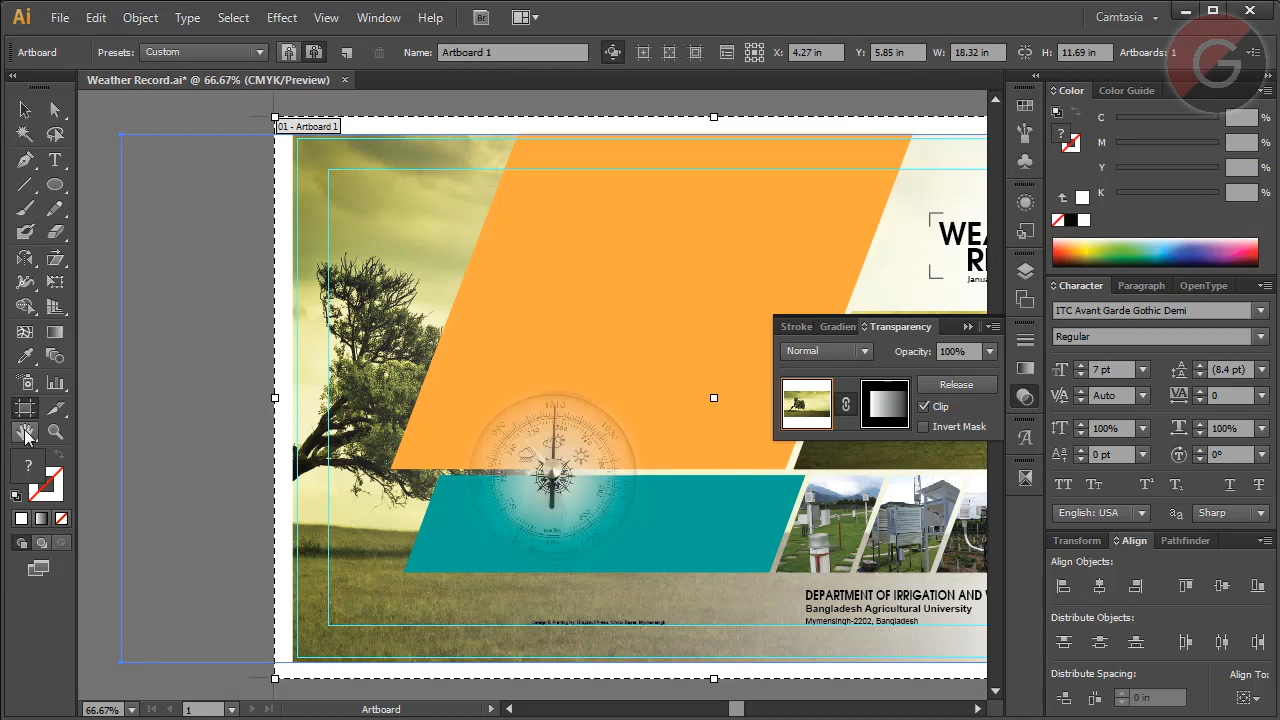 Ai File Edit Object Type Select Effect View Window Help Br Camtasia
Artboard Presets: Custom Name: Artboard 1 X: 4.27 in Y: 5.85 in W: 18.32 in H: 11.69 in Artboards: 1
G
Weather Record.ai* @ 66.67% (CMYK/Preview)
01 - Artboard 1
WEA
RE
Janua
1010
DEPARTMENT OF IRRIGATION AND W
Bangladesh Agricultural University
Mymensingh-2202, Bangladesh
Stroke Gradien Transparency
Normal Opacity: 100%
Release
Clip
Invert Mask
Color Color Guide
C %
M %
Y %
K %
?
Character Paragraph OpenType
ITC Avant Garde Gothic Demi
Regular
7 pt (8.4 pt)
Auto 0
100% 100%
0 pt 0°
English: USA Sharp
Transform Align Pathfinder
Align Objects:
Distribute Objects:
Distribute Spacing: Align To:
0 in
?
66.67% 1 Artboard